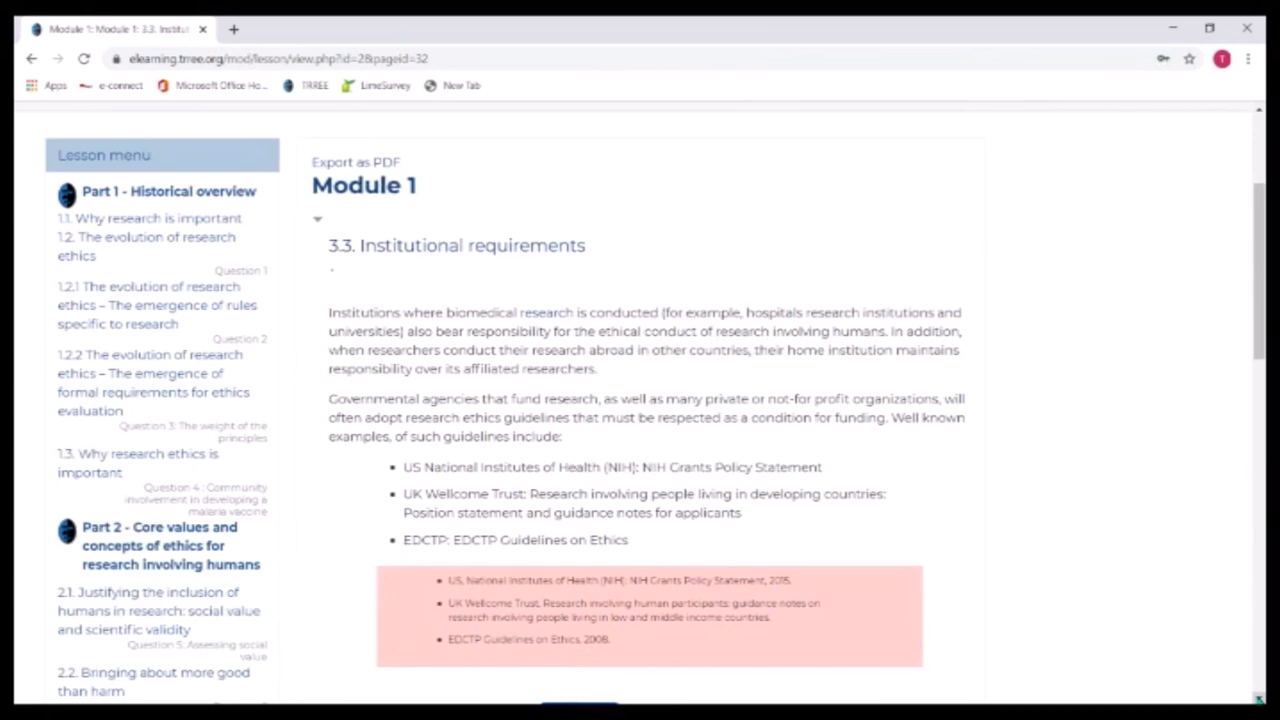 Module 1: Module 1: 3.3. Institut
elearning.trree.org/mod/lesson/view.php?id=2&pageid=32
T
Apps e-connect Microsoft Office Ho... TRREE LimeSurvey New Tab
Lesson menu
Part 1 - Historical overview
1.1. Why research is important
1.2. The evolution of research
ethics
Question 1
1.2.1 The evolution of research
ethics – The emergence of rules
specific to research
Question 2
1.2.2 The evolution of research
ethics – The emergence of
formal requirements for ethics
evaluation
Question 3: The weight of the
principles
1.3. Why research ethics is
important
Question 4 : Community
involvement in developing a
malaria vaccine
Part 2 - Core values and
concepts of ethics for
research involving humans
2.1. Justifying the inclusion of
humans in research: social value
and scientific validity
Question 5: Assessing social
value
2.2. Bringing about more good
than harm
Export as PDF
Module 1
3.3. Institutional requirements
Institutions where biomedical research is conducted (for example, hospitals research institutions and
universities) also bear responsibility for the ethical conduct of research involving humans. In addition,
when researchers conduct their research abroad in other countries, their home institution maintains
responsibility over its affiliated researchers.
Governmental agencies that fund research, as well as many private or not-for profit organizations, will
often adopt research ethics guidelines that must be respected as a condition for funding. Well known
examples, of such guidelines include:
▪ US National Institutes of Health (NIH): NIH Grants Policy Statement
▪ UK Wellcome Trust: Research involving people living in developing countries:
Position statement and guidance notes for applicants
▪ EDCTP: EDCTP Guidelines on Ethics
• US, National Institutes of Health (NIH): NIH Grants Policy Statement, 2015.
• UK Wellcome Trust, Research involving human participants: guidance notes on
research involving people living in low and middle income countries.
• EDCTP Guidelines on Ethics, 2008.